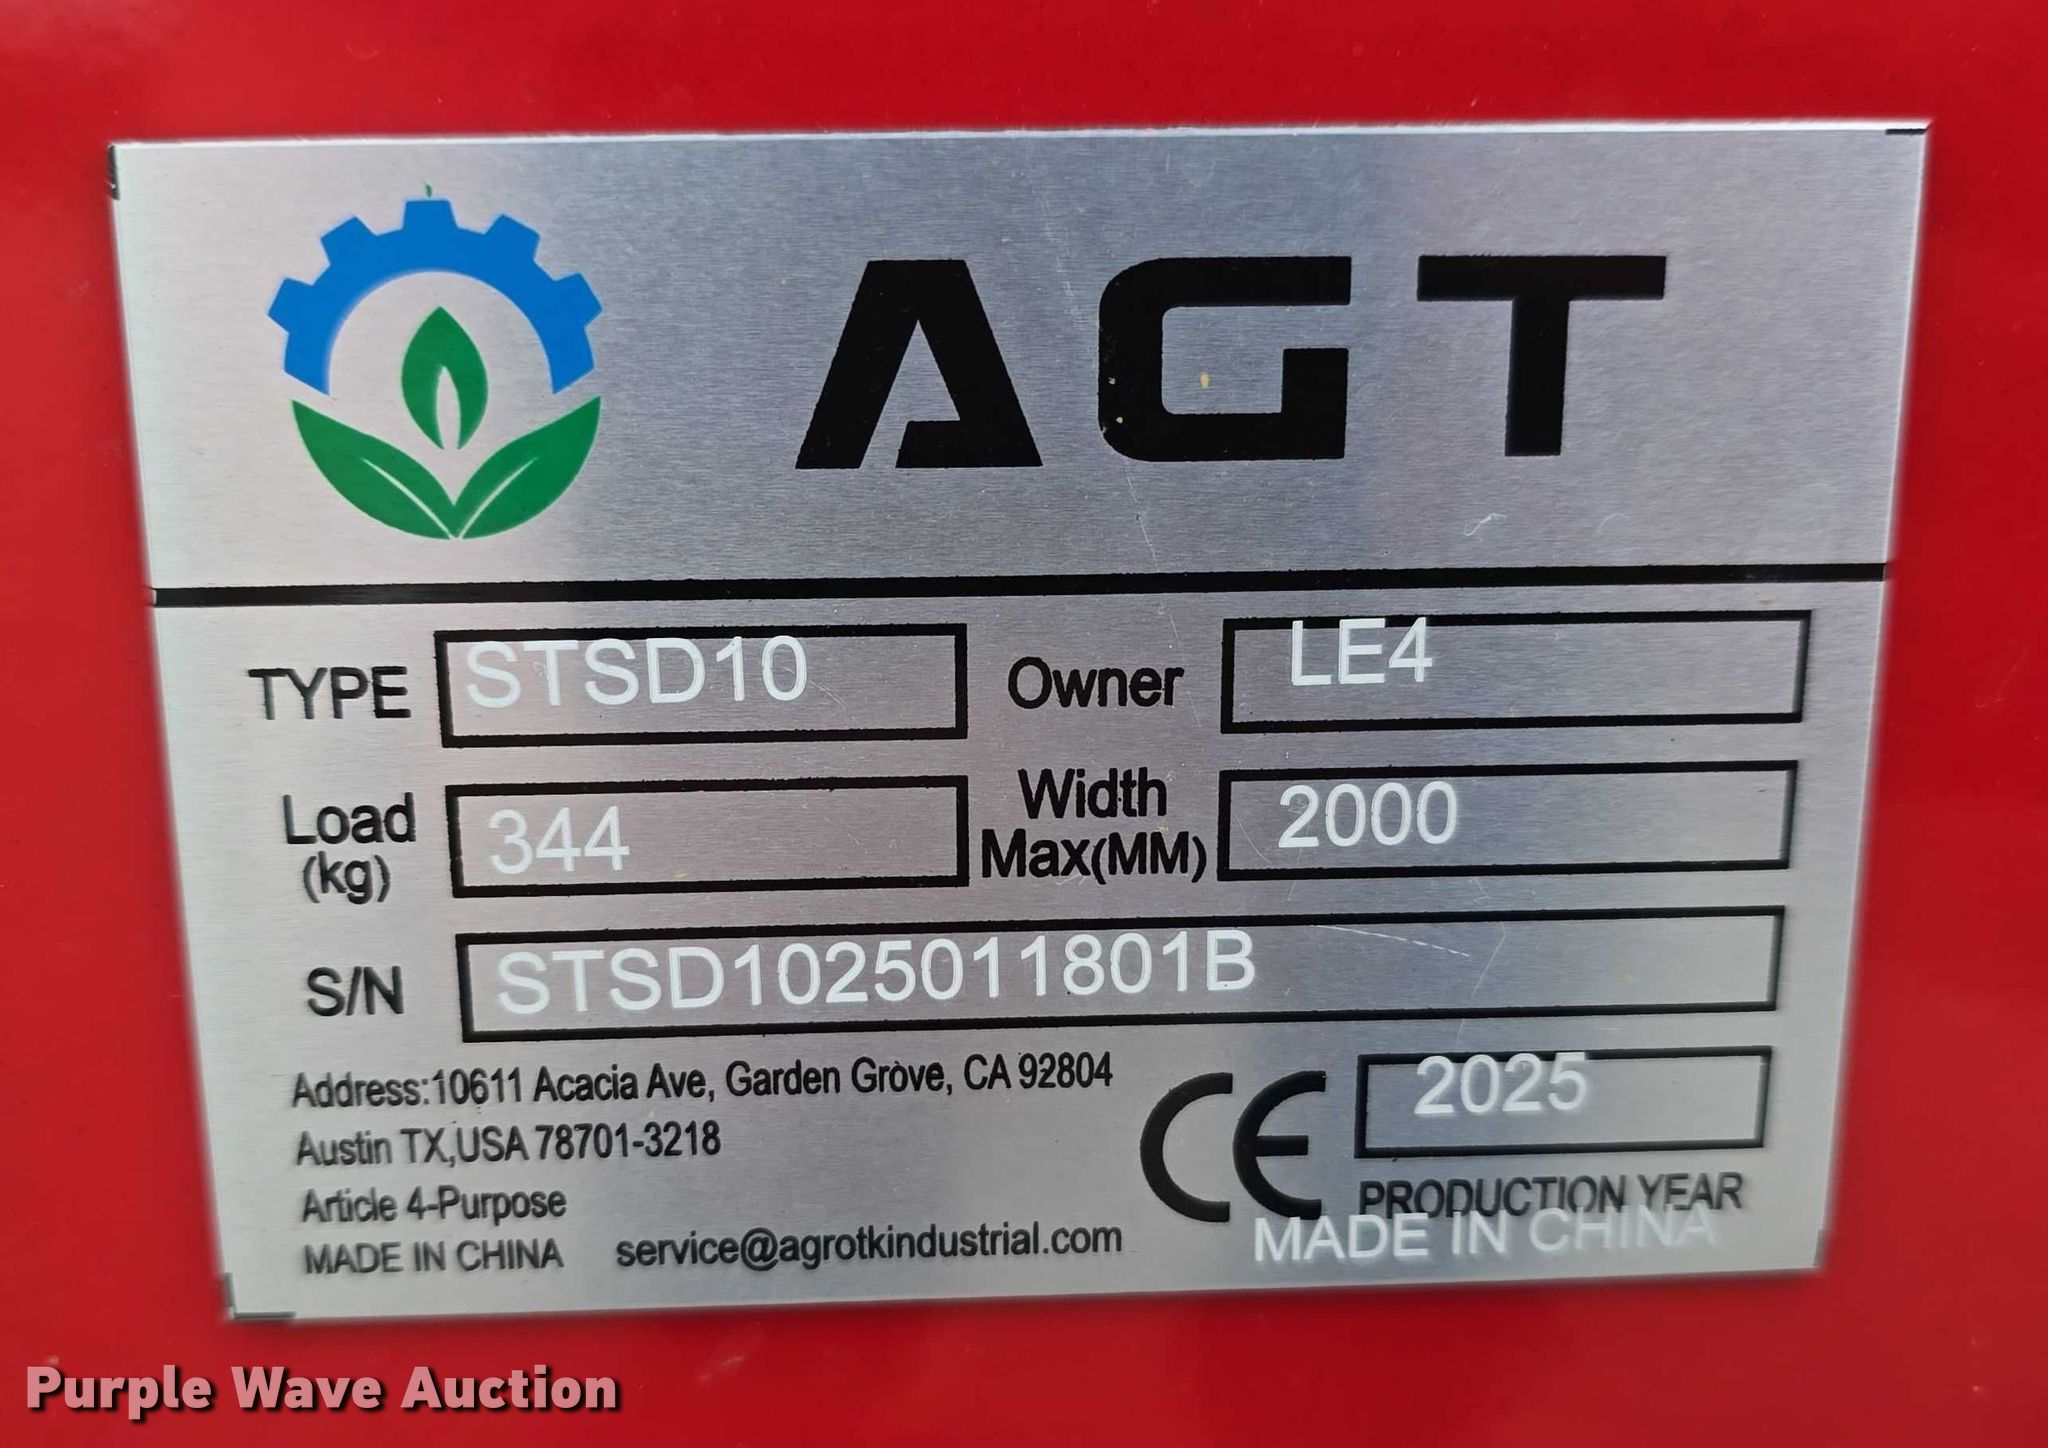 AGT
TYPE STSD10 Owner LE4
Load (kg) 344 Width Max(MM) 2000
S/N STSD1025011801B
Address:10611 Acacia Ave, Garden Grove, CA 92804
Austin TX,USA 78701-3218
Article 4-Purpose
MADE IN CHINA service@agrotkindustrial.com
CE 2025
PRODUCTION YEAR
MADE IN CHINA
Purple Wave Auction